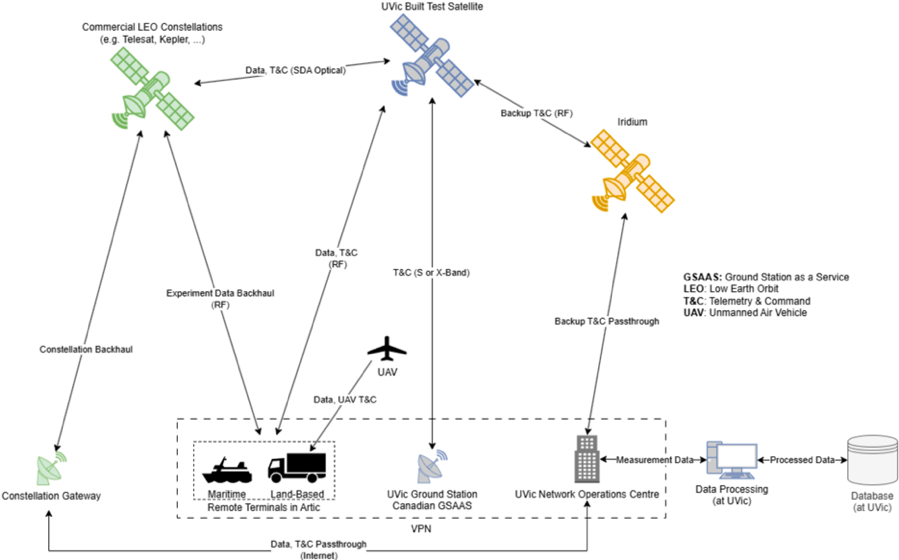 UVic Built Test Satellite
Commercial LEO Constellations
(e.g. Telesat, Kepler, ...)
Data, T&C (SDA Optical)
Backup T&C (RF)
Iridium
Data, T&C
(RF)
T&C (S or X-Band)
GSAAS: Ground Station as a Service
LEO: Low Earth Orbit
T&C: Telemetry & Command
UAV: Unmanned Air Vehicle
Experiment Data Backhaul
(RF)
Backup T&C Passthrough
Constellation Backhaul
UAV
Data, UAV T&C
Measurement Data
Processed Data
Constellation Gateway
Maritime
Land-Based
Remote Terminals in Artic
UVic Ground Station
Canadian GSAAS
UVic Network Operations Centre
Data Processing
(at UVic)
Database
(at UVic)
VPN
Data, T&C Passthrough
(Internet)